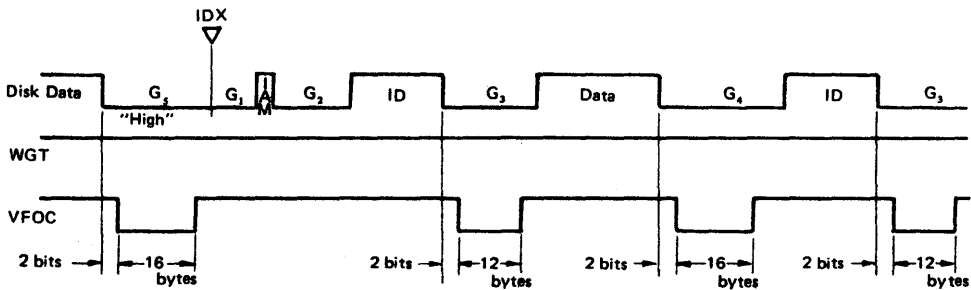 IDX
Disk Data G5 G1 IAM G2 ID G3 Data G4 ID G3
"High"
WGT
VFOC
2 bits 16 bytes 2 bits 12 bytes 2 bits 16 bytes 2 bits 12 bytes